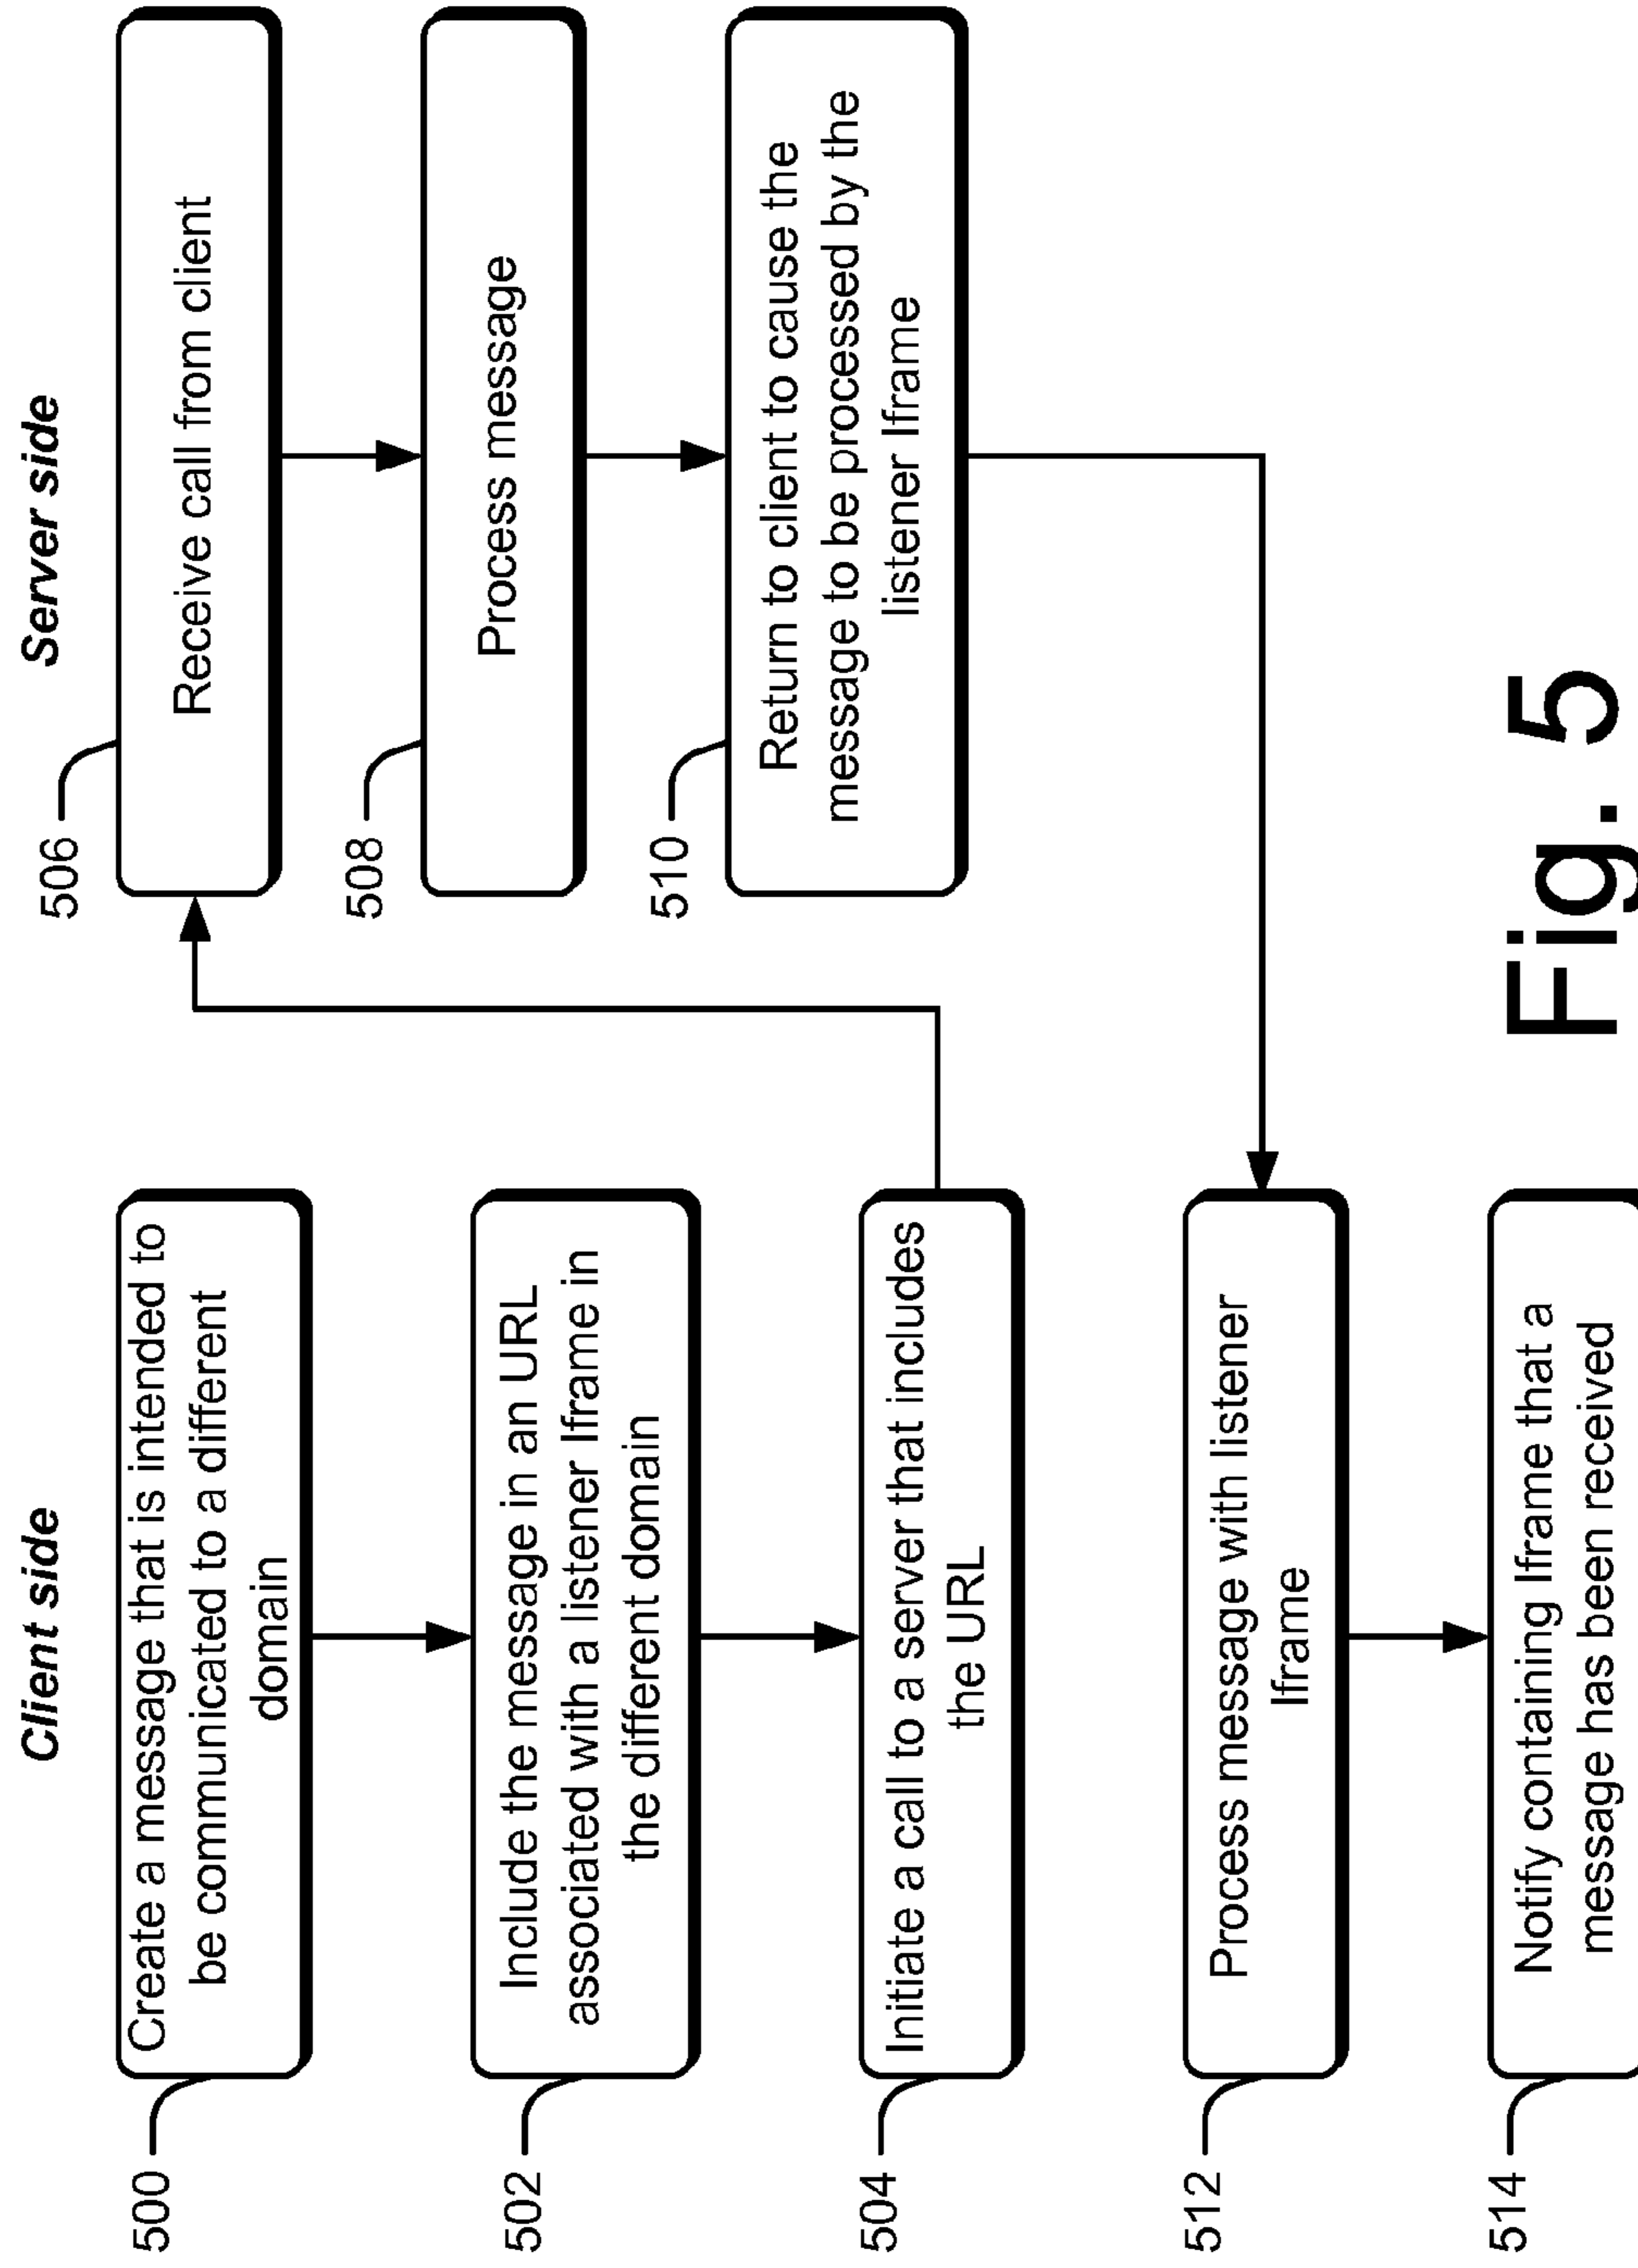 Client side
500
Create a message that is intended to
be communicated to a different
domain
502
Include the message in an URL
associated with a listener Iframe in
the different domain
504
Initiate a call to a server that includes
the URL
Server side
506
Receive call from client
508
Process message
510
Return to client to cause the
message to be processed by the
listener Iframe
512
Process message with listener
Iframe
514
Notify containing Iframe that a
message has been received
Fig. 5